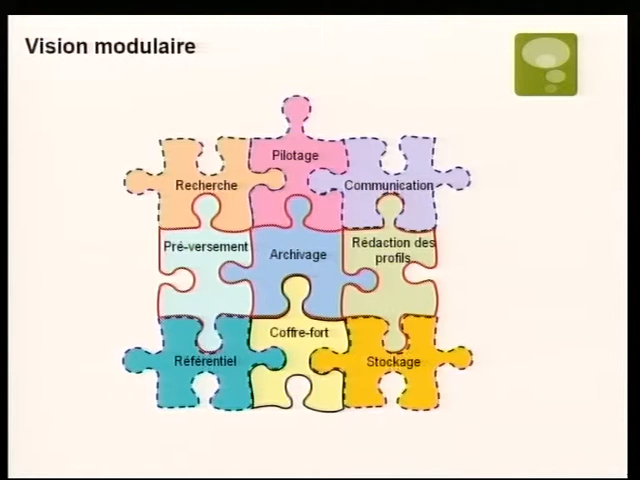 Vision modulaire
Pilotage
Recherche
Communication
Pré-versement
Archivage
Rédaction des
profils
Coffre-fort
Référentiel
Stockage